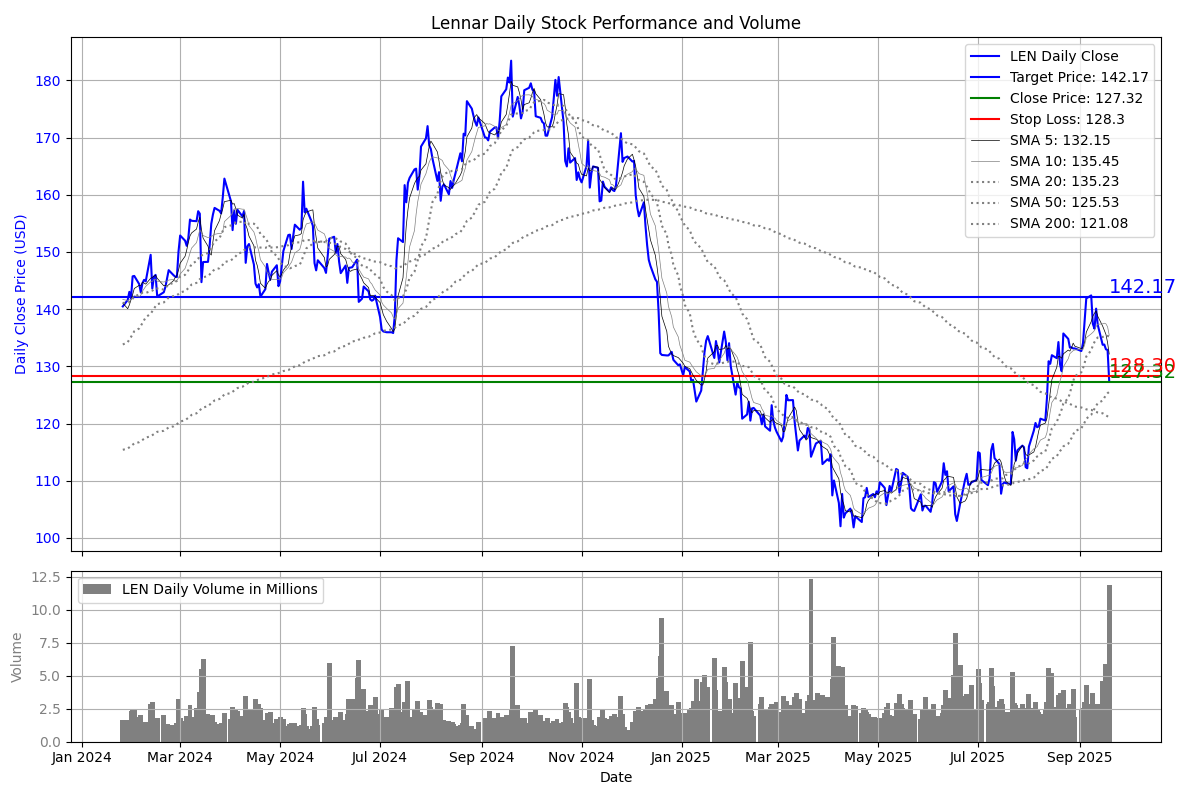 Lennar Daily Stock Performance and Volume
Daily Close Price (USD)
180
170
160
150
140
130
120
110
100
LEN Daily Close
Target Price: 142.17
Close Price: 127.32
Stop Loss: 128.3
SMA 5: 132.15
SMA 10: 135.45
SMA 20: 135.23
SMA 50: 125.53
SMA 200: 121.08
142.17
128.30
127.32
Volume
12.5
10.0
7.5
5.0
2.5
0.0
LEN Daily Volume in Millions
Jan 2024 Mar 2024 May 2024 Jul 2024 Sep 2024 Nov 2024 Jan 2025 Mar 2025 May 2025 Jul 2025 Sep 2025
Date